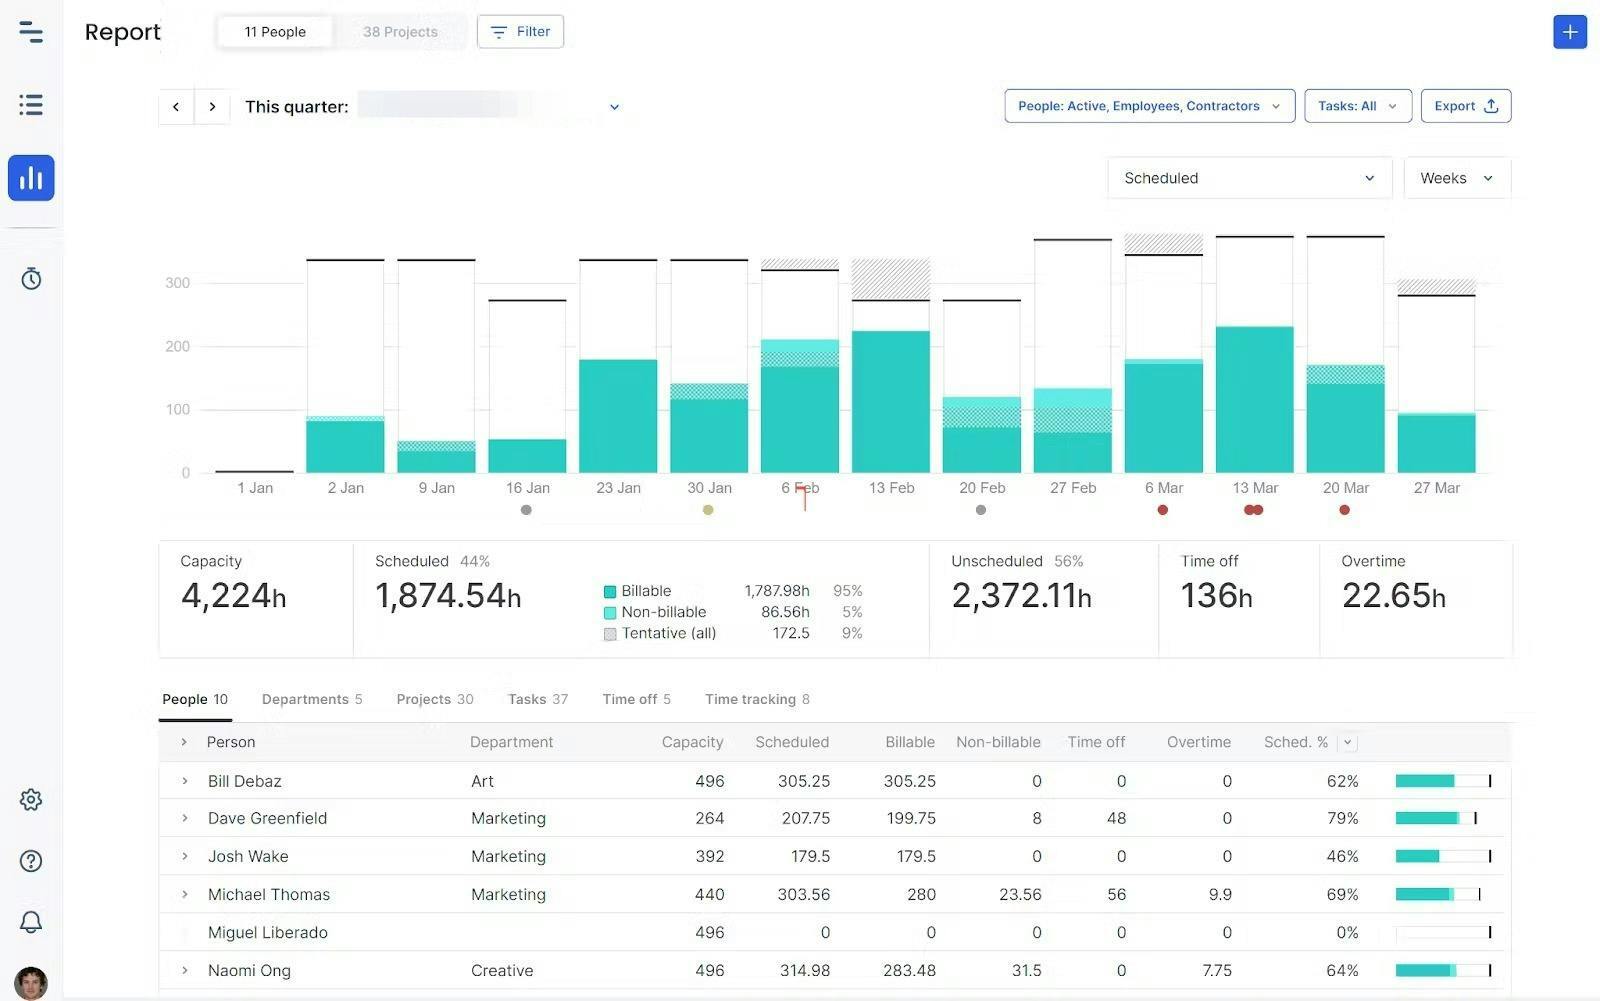 Report 11 People 38 Projects Filter
This quarter: People: Active, Employees, Contractors Tasks: All Export
Scheduled Weeks
300
200
100
0
1 Jan 2 Jan 9 Jan 16 Jan 23 Jan 30 Jan 6 Feb 13 Feb 20 Feb 27 Feb 6 Mar 13 Mar 20 Mar 27 Mar
Capacity Scheduled 44% Unscheduled 56% Time off Overtime
4,224h 1,874.54h 2,372.11h 136h 22.65h
Billable 1,787.98h 95%
Non-billable 86.56h 5%
Tentative (all) 172.5 9%
People 10 Departments 5 Projects 30 Tasks 37 Time off 5 Time tracking 8
Person Department Capacity Scheduled Billable Non-billable Time off Overtime Sched. %
Bill Debaz Art 496 305.25 305.25 0 0 0 62%
Dave Greenfield Marketing 264 207.75 199.75 8 48 0 79%
Josh Wake Marketing 392 179.5 179.5 0 0 0 46%
Michael Thomas Marketing 440 303.56 280 23.56 56 9.9 69%
Miguel Liberado 496 0 0 0 0 0 0%
Naomi Ong Creative 496 314.98 283.48 31.5 0 7.75 64%